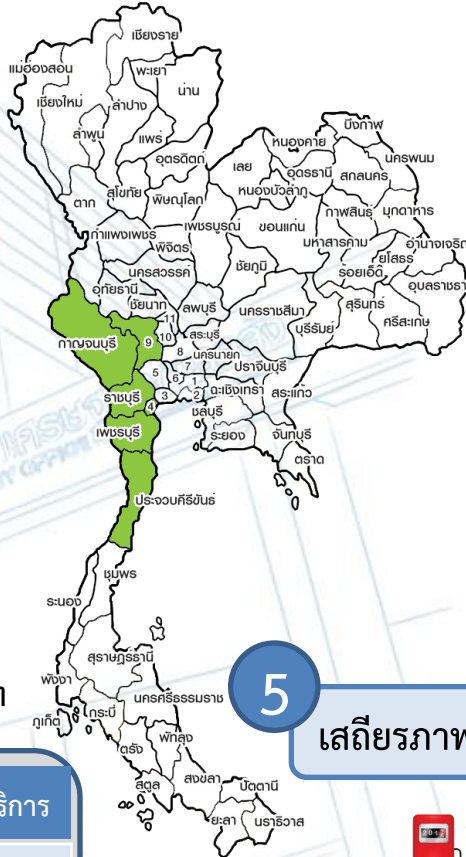 เชียงราย
แม่ฮ่องสอน
พะเยา
น่าน
เชียงใหม่
ลำปาง
ลำพูน
แพร่
บึงกาฬ
อุตรดิตถ์
เลย
หนองคาย
นครพนม
อุดรธานี
สกลนคร
ตาก
สุโขทัย
พิษณุโลก
หนองบัวลำภู
กาฬสินธุ์
มุกดาหาร
กำแพงเพชร
พิจิตร
เพชรบูรณ์
ขอนแก่น
มหาสารคาม
อำนาจเจริญ
ยโสธร
ร้อยเอ็ด
นครสวรรค์
ชัยภูมิ
อุบลราชธา
อุทัยธานี
ชัยนาท
ลพบุรี
นครราชสีมา
สุรินทร์
ศรีสะเกษ
บุรีรัมย์
11
10
สระบุรี
กาญจนบุรี
9
8
นครนายก
5
7
ปราจีนบุรี
6
1
ฉะเชิงเทรา
สระแก้ว
ราชบุรี
3
2
4
ชลบุรี
เพชรบุรี
ระยอง
จันทบุรี
ตราด
ประจวบคีรีขันธ์
ชุมพร
ระนอง
สุราษฎร์ธานี
พังงา
นครศรีธรรมราช
5
ภูเก็ต
กระบี่
เสถียรภาพ
ตรัง
พัทลุง
สตูล
สงขลา
ปัตตานี
ริการ
ยะลา
นราธิวาส